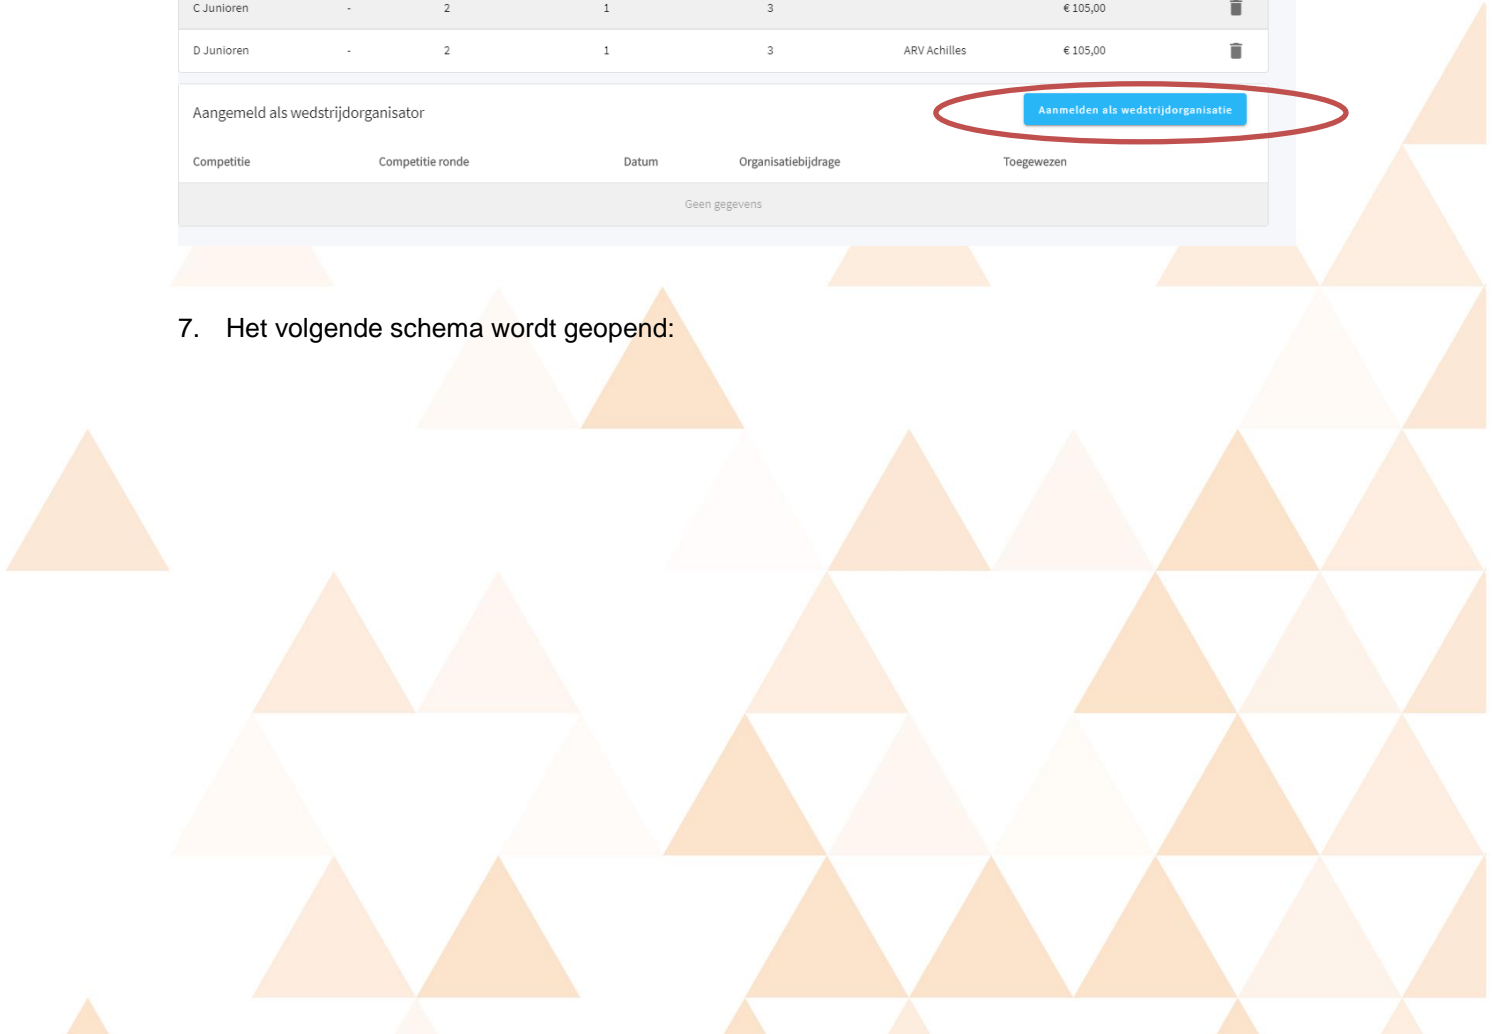 C Junioren - 2 1 3 € 105,00
D Junioren - 2 1 3 ARV Achilles € 105,00
Aangemeld als wedstrijdorganisator Aanmelden als wedstrijdorganisatie
Competitie Competitie ronde Datum Organisatiebijdrage Toegewezen
Geen gegevens
7. Het volgende schema wordt geopend: